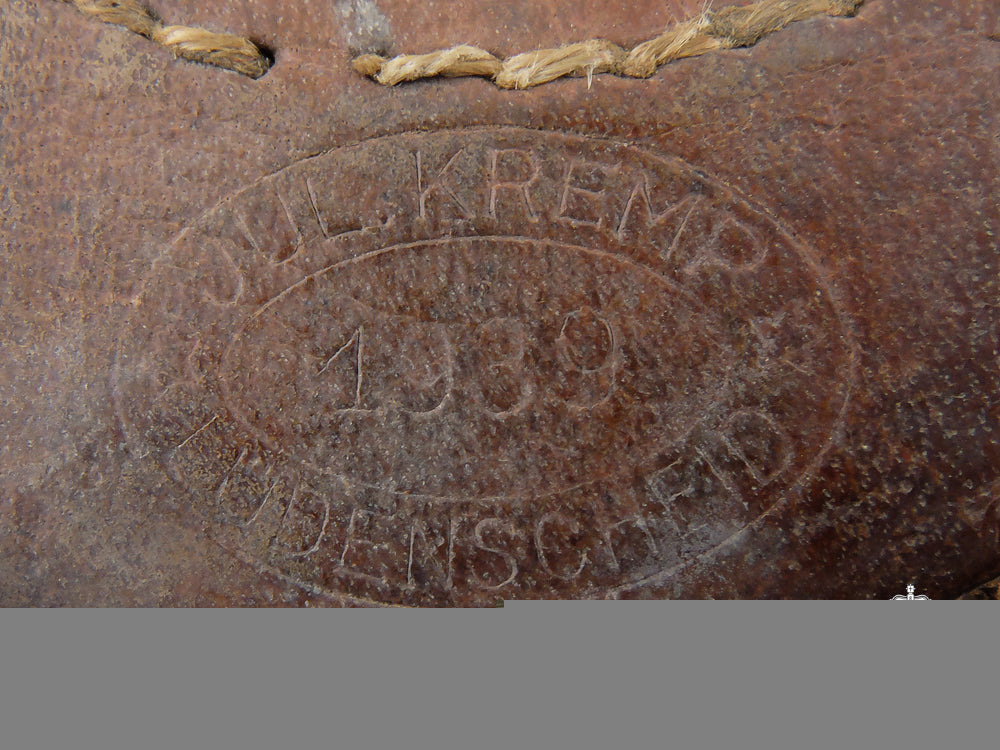 JUL. KREMP
1939
LÜDENSCHEID